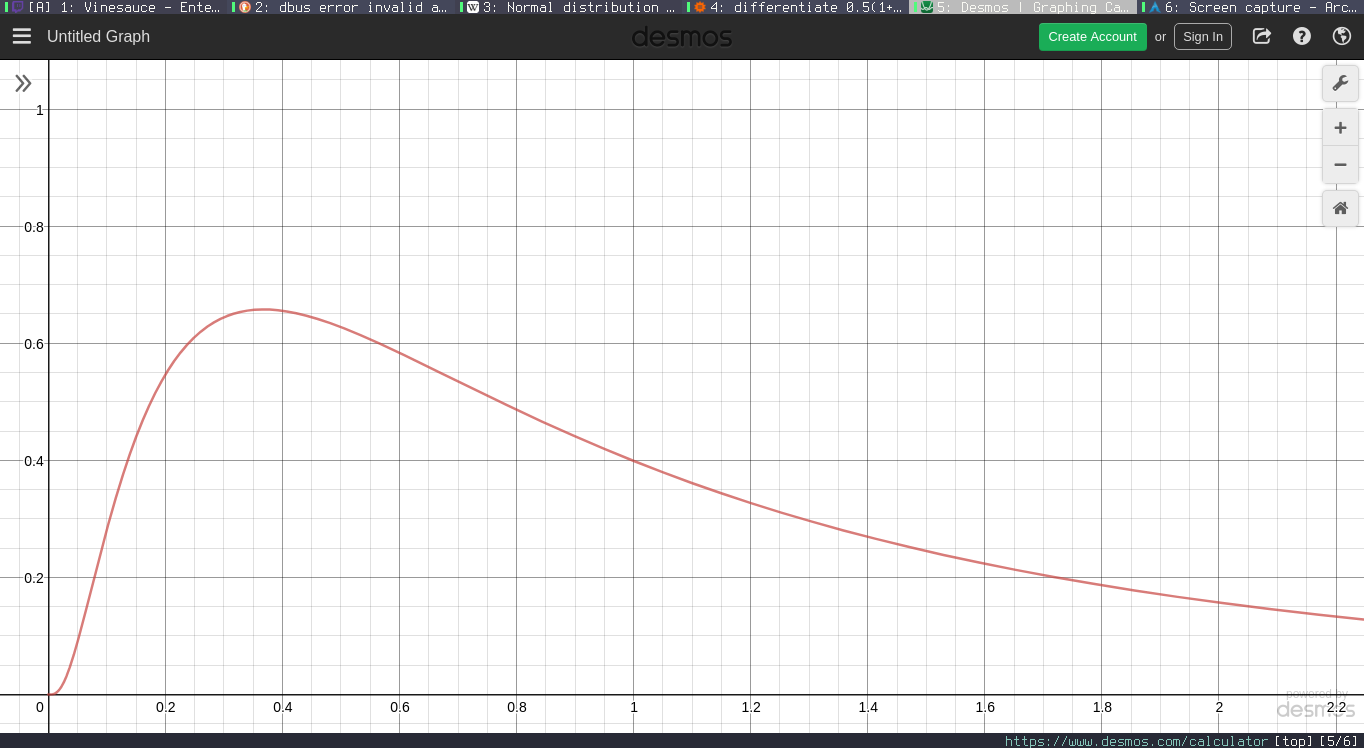 [A] 1: Vinesauce – Ente… 2: dbus error invalid a… 3: Normal distribution … 4: differentiate 0.5(1+… 5: Desmos | Graphing Ca… 6: Screen capture – Arc…
Untitled Graph desmos Create Account or Sign In
1
0.8
0.6
0.4
0.2
0 0.2 0.4 0.6 0.8 1 1.2 1.4 1.6 1.8 2 2.2
powered by
desmos
https://www.desmos.com/calculator [top] [5/6]